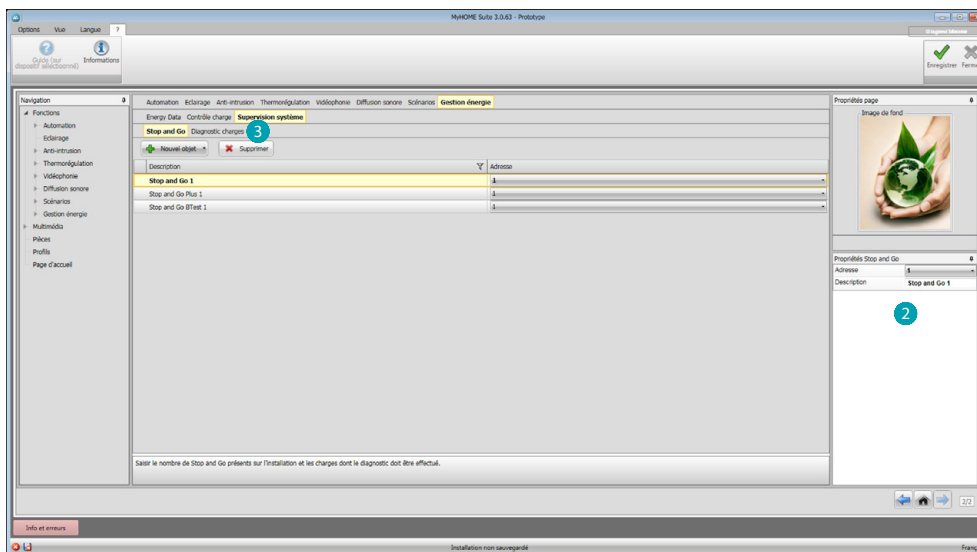 MyHOME Suite 3.0.63 - Prototype
Options Vue Langue ?
Guide (sur dispositif sélectionné)
Informations
Enregistrer
Ferme
Navigation
Fonctions
Automation
Eclairage
Anti-intrusion
Thermorégulation
Vidéophonie
Diffusion sonore
Scénarios
Gestion énergie
Multimédia
Pièces
Profils
Page d'accueil
Automation Eclairage Anti-intrusion Thermorégulation Vidéophonie Diffusion sonore Scénarios Gestion énergie
Energy Data Contrôle charge Supervision système
Stop and Go Diagnostic charges 3
Nouvel objet Supprimer
Description Adresse
Stop and Go 1 1
Stop and Go Plus 1 1
Stop and Go BTest 1 1
Saisir le nombre de Stop and Go présents sur l'installation et les charges dont le diagnostic doit être effectué.
Propriétés page
Image de fond
Propriétés Stop and Go
Adresse 1
Description Stop and Go 1
2
2/2
Info et erreurs
Installation non sauvegardé
Franç